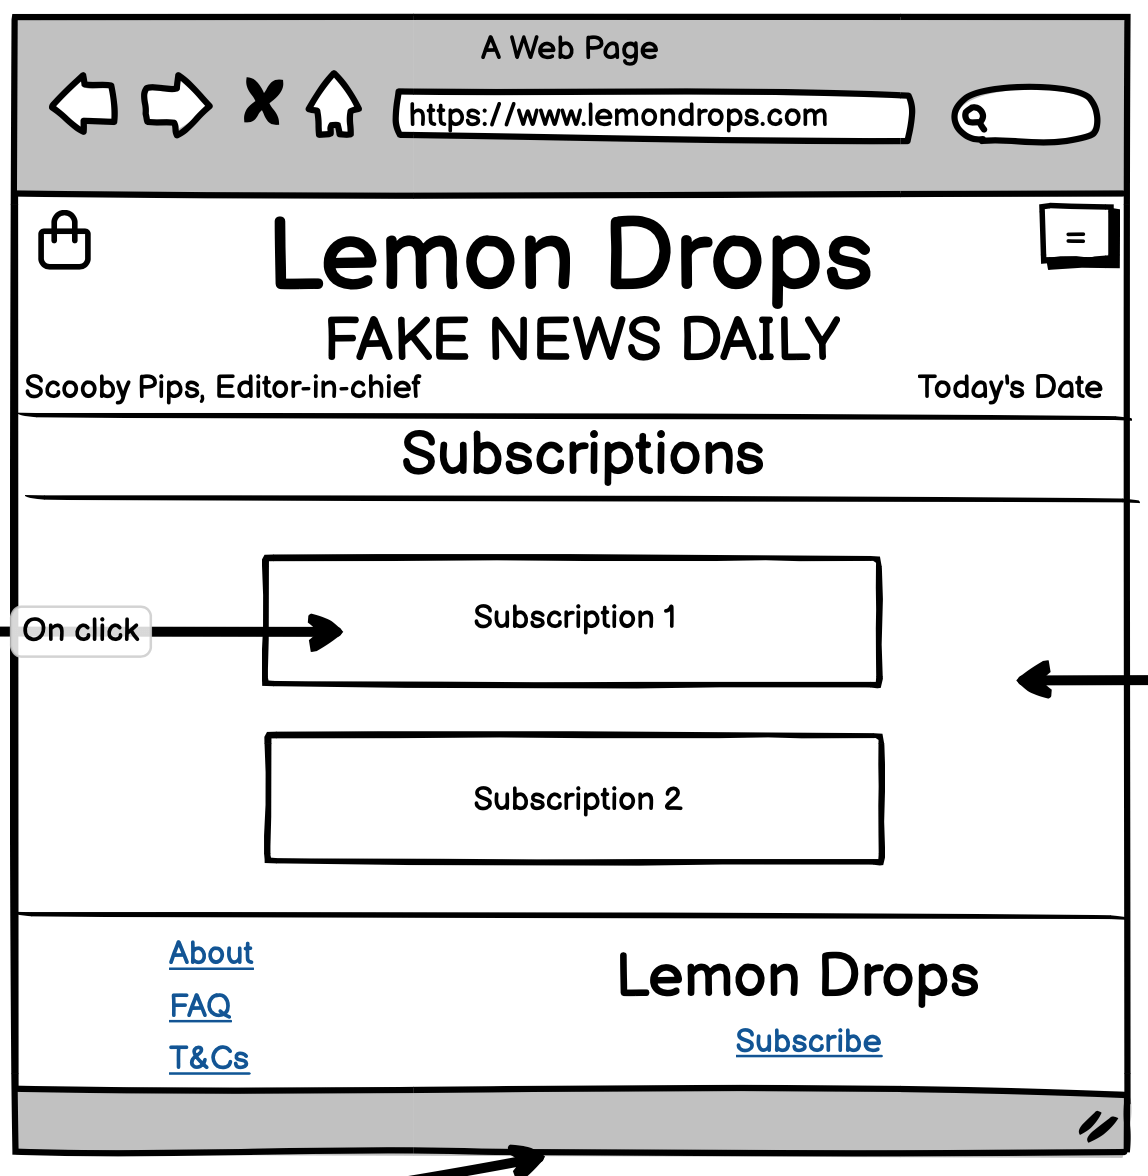 A Web Page
https://www.lemondrops.com
Lemon Drops
=
FAKE NEWS DAILY
Scooby Pips, Editor-in-chief
Today's Date
Subscriptions
Subscription 1
On click
Subscription 2
About
FAQ
T&Cs
Lemon Drops
Subscribe